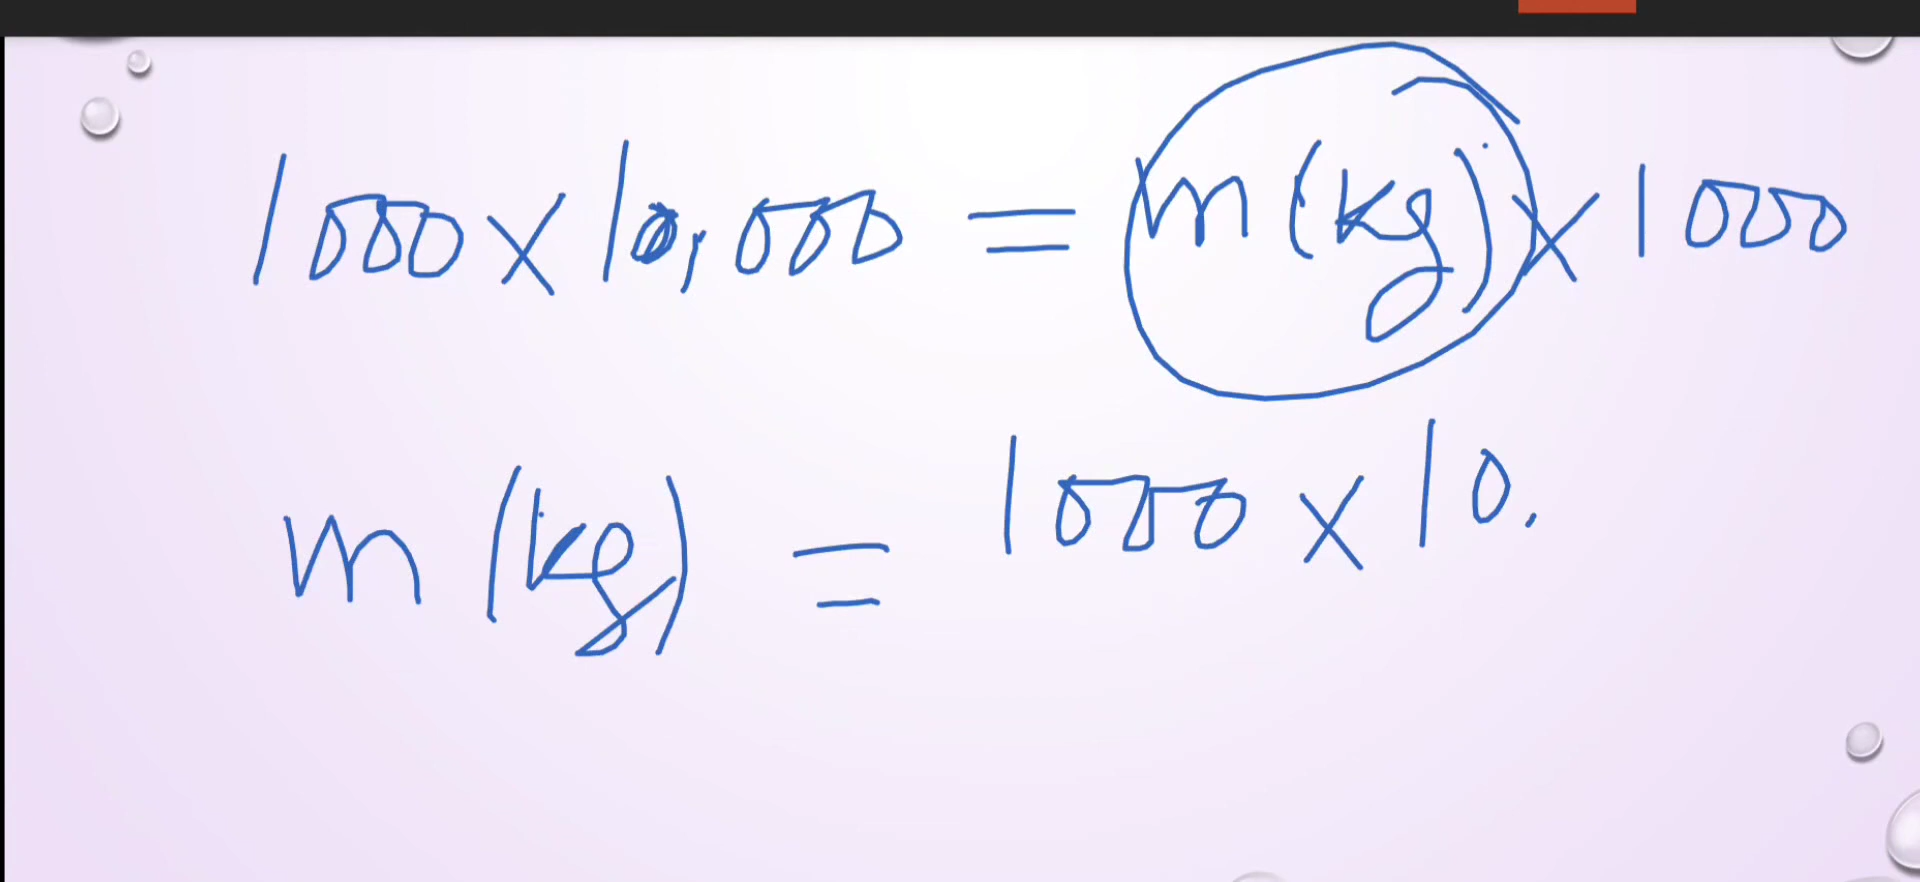 1000 × 10,000 = m(kg) × 1000
m (kg) = 1000 × 10.